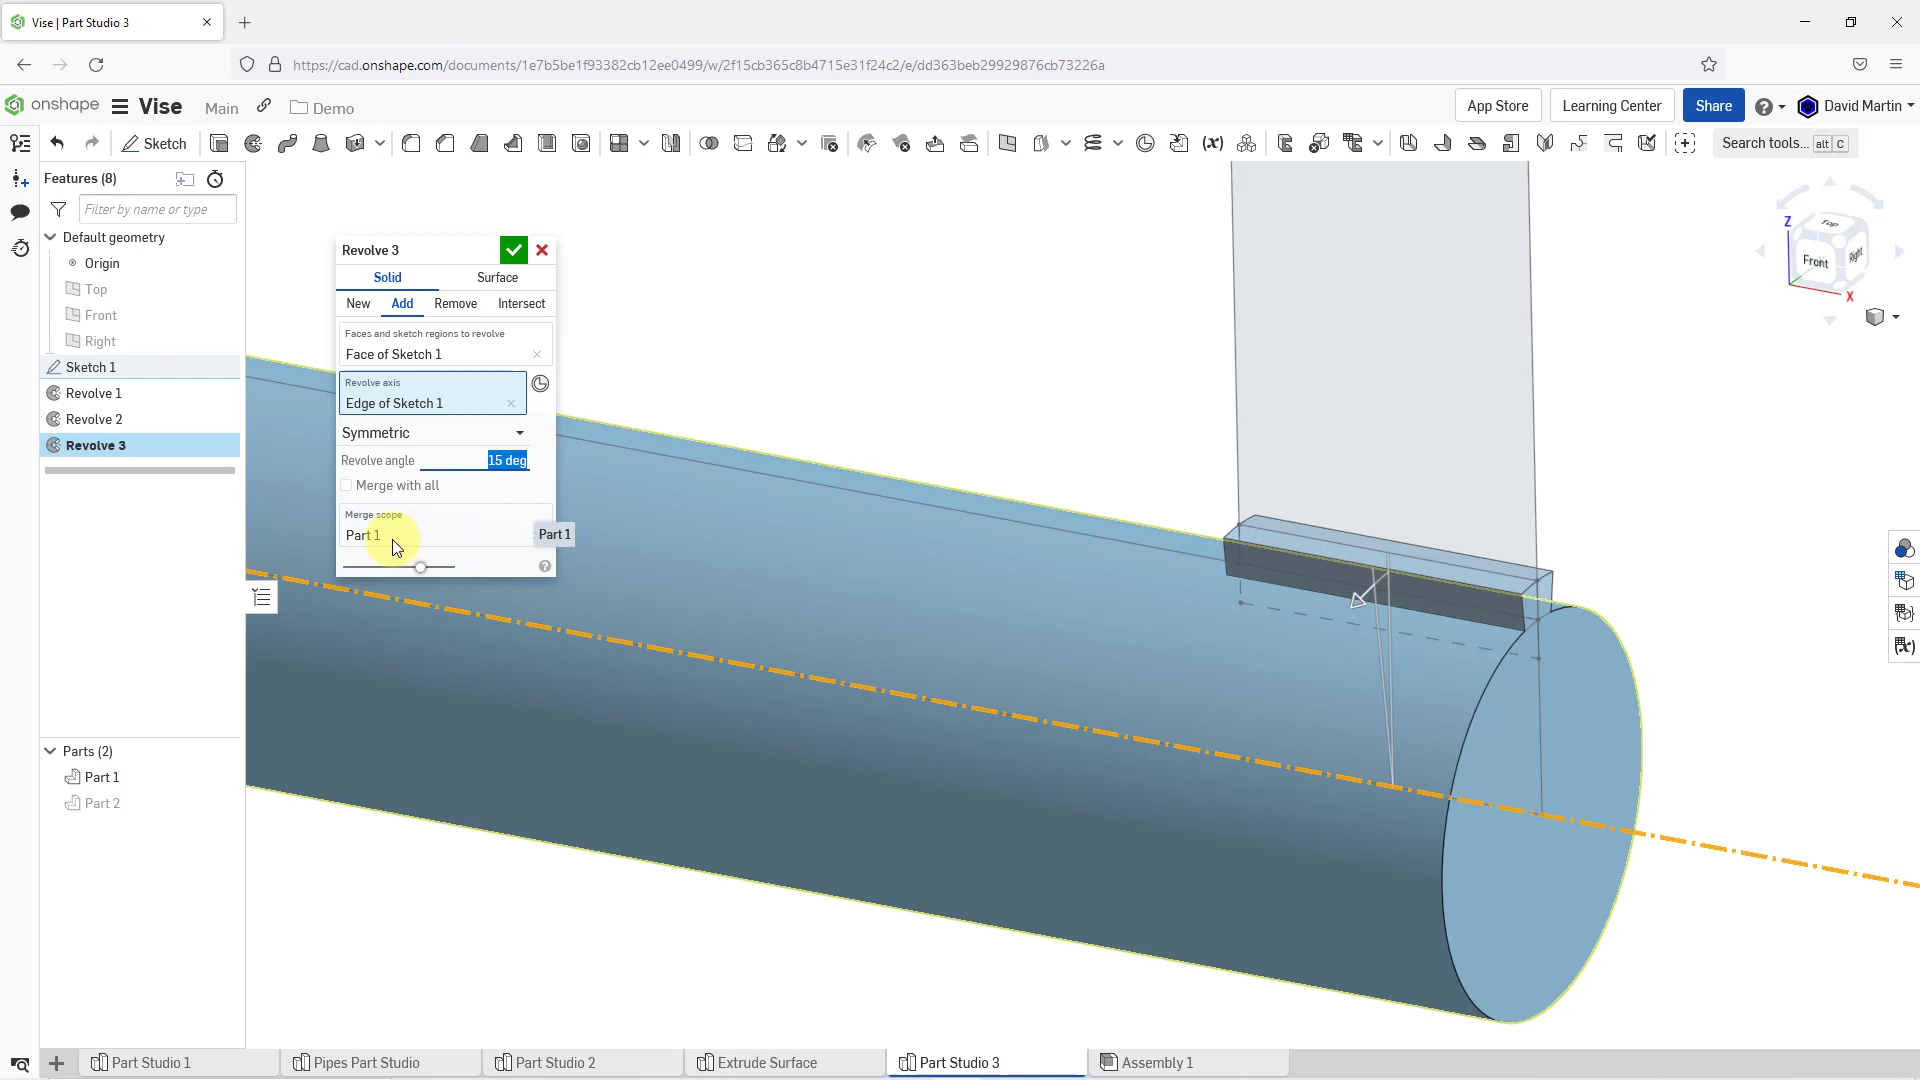 Vise | Part Studio 3
https://cad.onshape.com/documents/1e7b5be1f93382cb12ee0499/w/2f15cb365c8b4715e31f24c2/e/dd363beb29929876cb73226a
onshape Vise Main Demo App Store Learning Center Share David Martin
Sketch Search tools... alt C
Features (8)
Filter by name or type
Default geometry
Origin
Top
Front
Right
Sketch 1
Revolve 1
Revolve 2
Revolve 3
Parts (2)
Part 1
Part 2
Revolve 3
Solid Surface
New Add Remove Intersect
Faces and sketch regions to revolve
Face of Sketch 1
Revolve axis
Edge of Sketch 1
Symmetric
Revolve angle 15 deg
Merge with all
Merge scope
Part 1
Part 1
Z
Top
Front
Right
X
Part Studio 1 Pipes Part Studio Part Studio 2 Extrude Surface Part Studio 3 Assembly 1